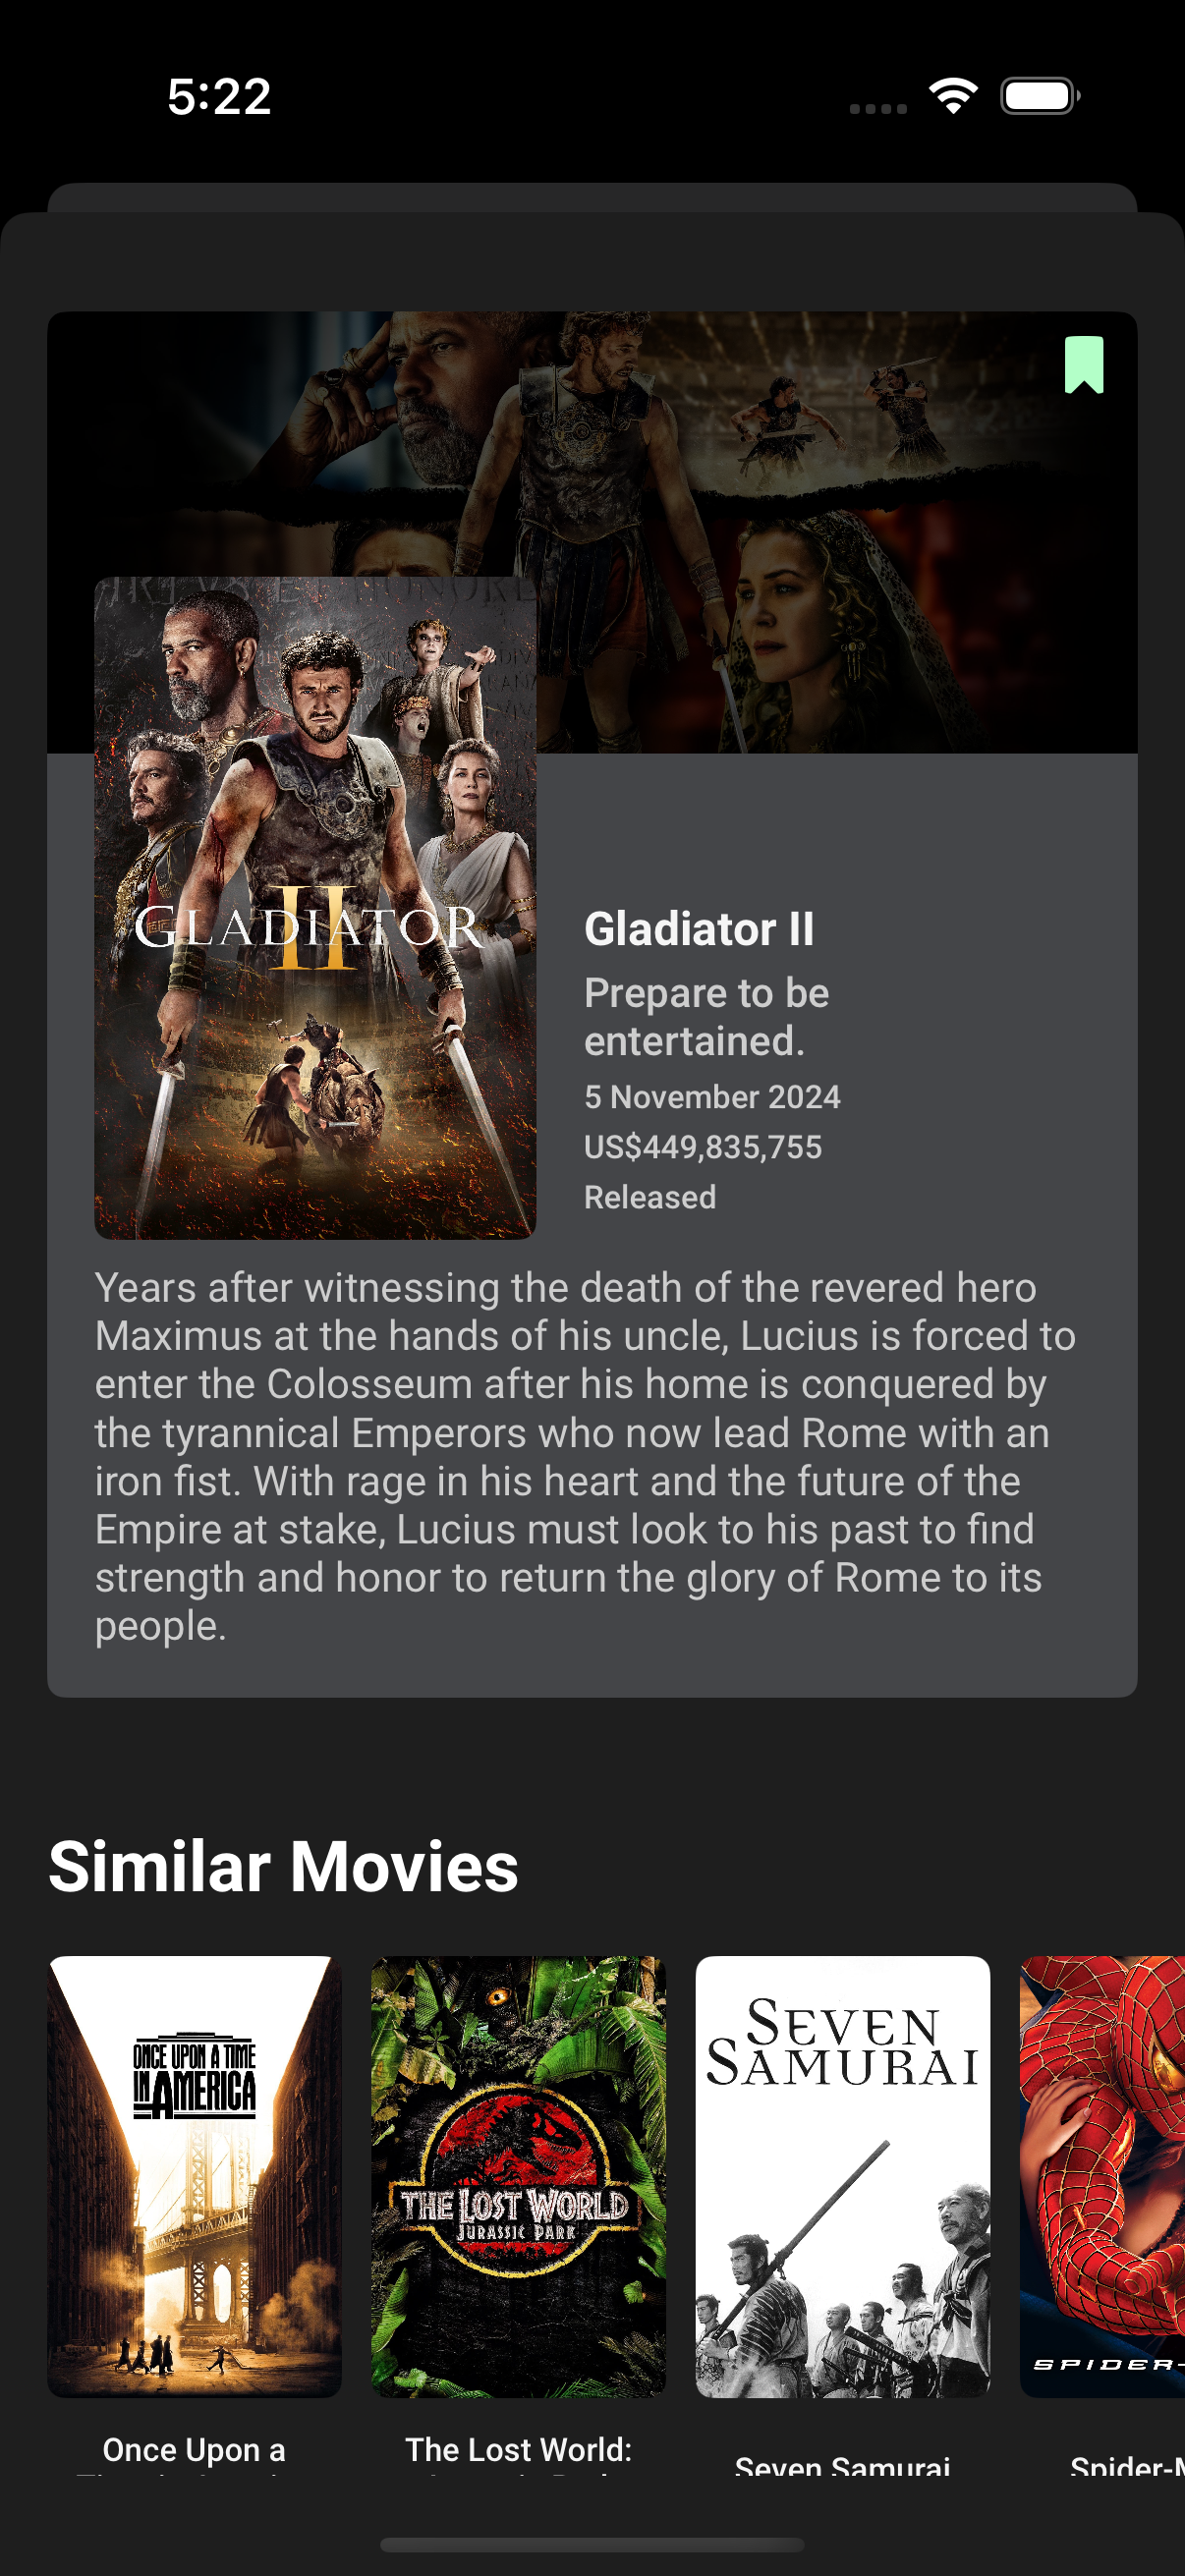 5:22
GLADIATOR
II
Gladiator II
Prepare to be
entertained.
5 November 2024
US$449,835,755
Released
Years after witnessing the death of the revered hero
Maximus at the hands of his uncle, Lucius is forced to
enter the Colosseum after his home is conquered by
the tyrannical Emperors who now lead Rome with an
iron fist. With rage in his heart and the future of the
Empire at stake, Lucius must look to his past to find
strength and honor to return the glory of Rome to its
people.
Similar Movies
ONCE UPON A TIME
IN AMERICA
THE LOST WORLD
JURASSIC PARK
SEVEN
SAMURAI
SPIDER-
Once Upon a
The Lost World:
Seven Samurai
Spider-M